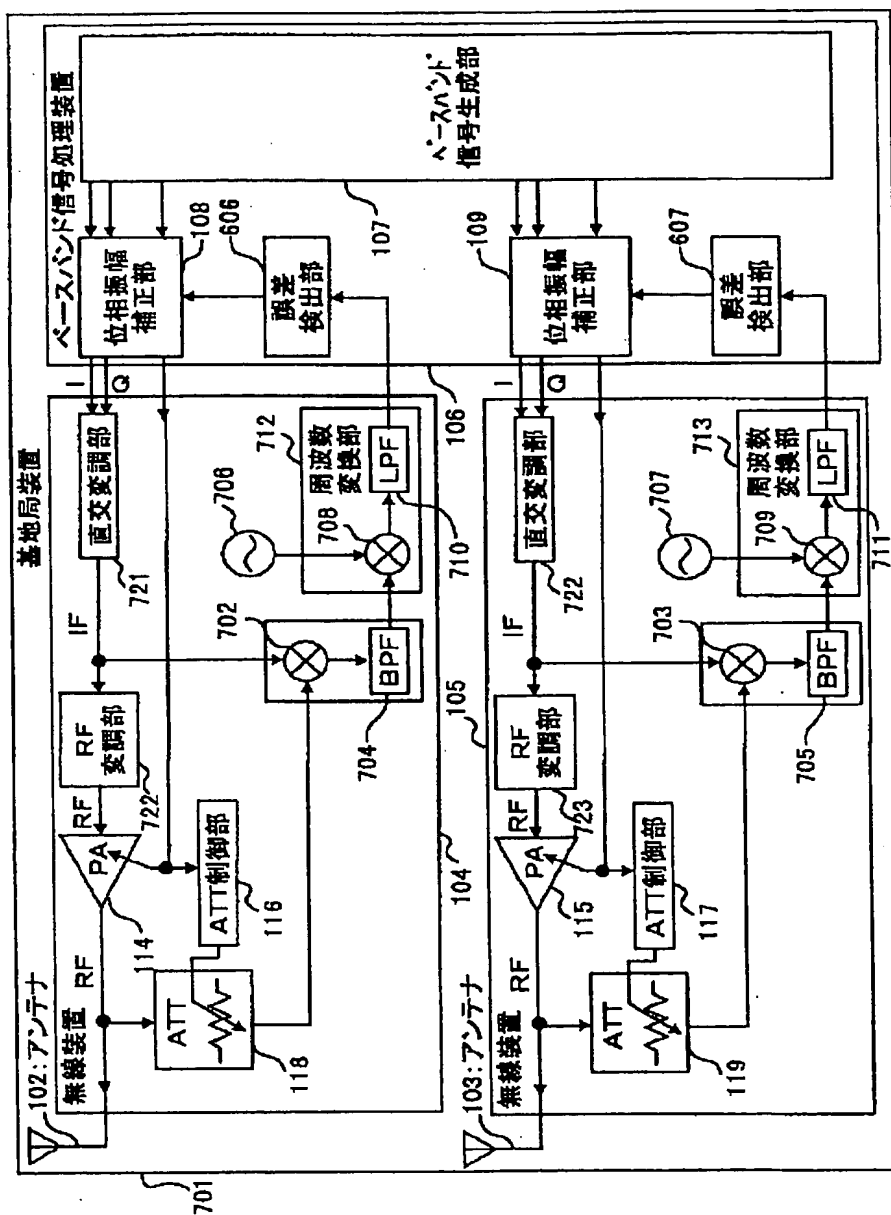 基地局装置
701
102:アンテナ
無線装置
RF
114
PA
RF
722
RF
変調部
IF
721
直交変調部
I
Q
ATT
118
ATT制御部
116
104
702
BPF
704
706
712
周波数
変換部
708
LPF
710
106
ベースバンド信号処理装置
位相振幅
補正部
108
誤差
検出部
606
107
ベースバンド
信号生成部
103:アンテナ
無線装置
RF
115
PA
RF
723
RF
変調部
105
IF
722
直交変調部
I
Q
ATT
119
ATT制御部
117
703
BPF
705
707
713
周波数
変換部
709
LPF
711
位相振幅
補正部
109
誤差
検出部
607